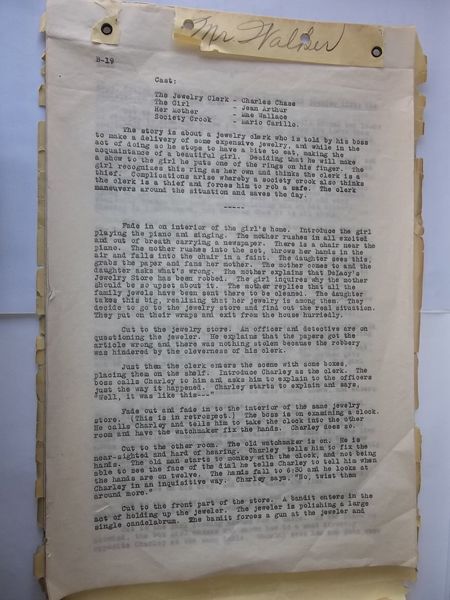 Mr Walker
B-19
Cast:
The Jewelry Clerk - Charles Chase
The Girl - Jean Arthur
Her Mother - Mae Wallace
Society Crook - Mario Carillo.
The story is about a jewelry clerk who is told by his boss
to make a delivery of some expensive jewelry, and while in the
act of doing so he stops to have a bite to eat, making the
acquaintance of a beautiful girl. Deciding that he will make
a show to the girl he puts one of the rings on his finger. The
girl recognizes this ring as her own and thinks the clerk is a
thief. Complications arise whereby a society crook also thinks
the clerk is a thief and forces him to rob a safe. The clerk
maneuvers around the situation and saves the day.
-----
Fade in on interior of the girl's home. Introduce the girl
playing the piano and singing. The mother rushes in all excited
and out of breath carrying a newspaper. There is a chair near the
piano. The mother rushes into the set, throws her hands in the
air and falls into the chair in a faint. The daughter sees this,
grabs the paper and fans her mother. The mother comes to and the
daughter asks what's wrong. The mother explains that DeLacy's
Jewelry Store has been robbed. The girl inquires why the mother
should be so upset about it. The mother replies that all the
family jewels have been sent there to be cleaned. The daughter
takes this big, realizing that her jewelry is among them. They
decide to go to the jewelry store and find out the real situation.
They put on their wraps and exit from the house hurriedly.
Cut to the jewelry store. An officer and detective are on
questioning the jeweler. He explains that the papers got the
article wrong and there was nothing stolen because the robbery
was hindered by the cleverness of his clerk.
Just then the clerk enters the scene with some boxes,
placing them on the shelf. Introduce Charley as the clerk. The
boss calls Charley to him and asks him to explain to the officers
just the way it happened. Charley starts to explain and says,
"Well, it was like this---"
Fade out and fade in to the interior of the same jewelry
store. (This is in retrospect.) The boss is on examining a clock.
He calls Charley and tells him to take the clock into the other
room and have the watchmaker fix the hands. Charley does so.
Cut to the other room. The old watchmaker is on. He is
near-sighted and hard of hearing. Charley tells him to fix the
hands. The old man starts to monkey with the clock, and not being
able to see the face of the dial he tells Charley to tell him when
the hands are on twelve. The hands fall to 6:30 and he looks at
Charley in an inquisitive way. Charley says, "No, twist them
around more."
Cut to the front part of the store. A bandit enters in the
act of holding up the jeweler. The jeweler is polishing a large
single candelabrum. The bandit forces a gun at the jeweler and